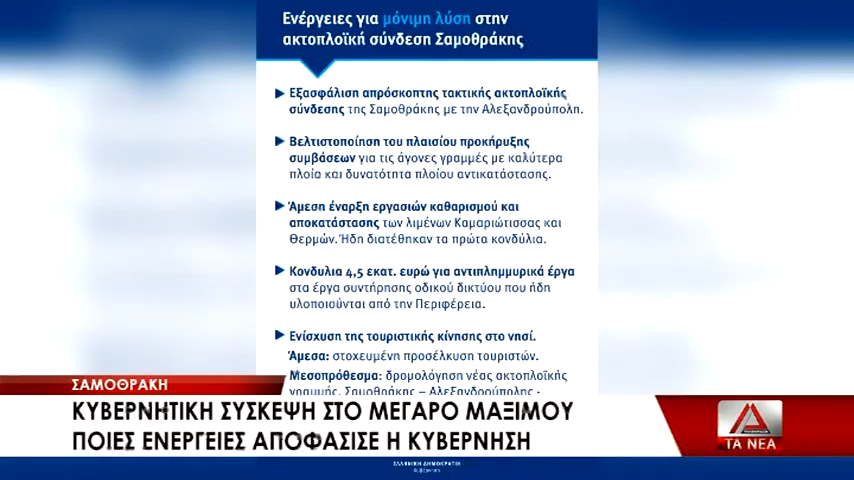 Ενέργειες για μόνιμη λύση στην
ακτοπλοϊκή σύνδεση Σαμοθράκης
Εξασφάλιση απρόσκοπτης τακτικής ακτοπλοϊκής
σύνδεσης της Σαμοθράκης με την Αλεξανδρούπολη.
Βελτιστοποίηση του πλαισίου προκήρυξης
συμβάσεων για τις άγονες γραμμές με καλύτερα
πλοία και δυνατότητα πλοίου αντικατάστασης.
Άμεση έναρξη εργασιών καθαρισμού και
αποκατάστασης των λιμένων Καμαριώτισσας και
Θερμών. Ήδη διατέθηκαν τα πρώτα κονδύλια.
Κονδυλια 4,5 εκατ. ευρώ για αντιπλημμυρικά έργα
στα έργα συντήρησης οδικού δικτύου που ήδη
υλοποιούνται από την Περιφέρεια.
Ενίσχυση της τουριστικής κίνησης στο νησί.
Άμεσα: στοχευμένη προσέλκυση τουριστών.
Μεσοπρόθεσμα: δρομολόγηση νέας ακτοπλοϊκής
γραμμής, Σαμοθράκης – Αλεξανδρούπολης -
ΣΑΜΟΘΡΑΚΗ
ΚΥΒΕΡΝΗΤΙΚΗ ΣΥΣΚΕΨΗ ΣΤΟ ΜΕΓΑΡΟ ΜΑΞΙΜΟΥ
ΠΟΙΕΣ ΕΝΕΡΓΕΙΕΣ ΑΠΟΦΑΣΙΣΕ Η ΚΥΒΕΡΝΗΣΗ
ΤΑ ΝΕΑ
ΕΛΛΗΝΙΚΗ ΔΗΜΟΚΡΑΤΙΑ
Κυβέρνηση